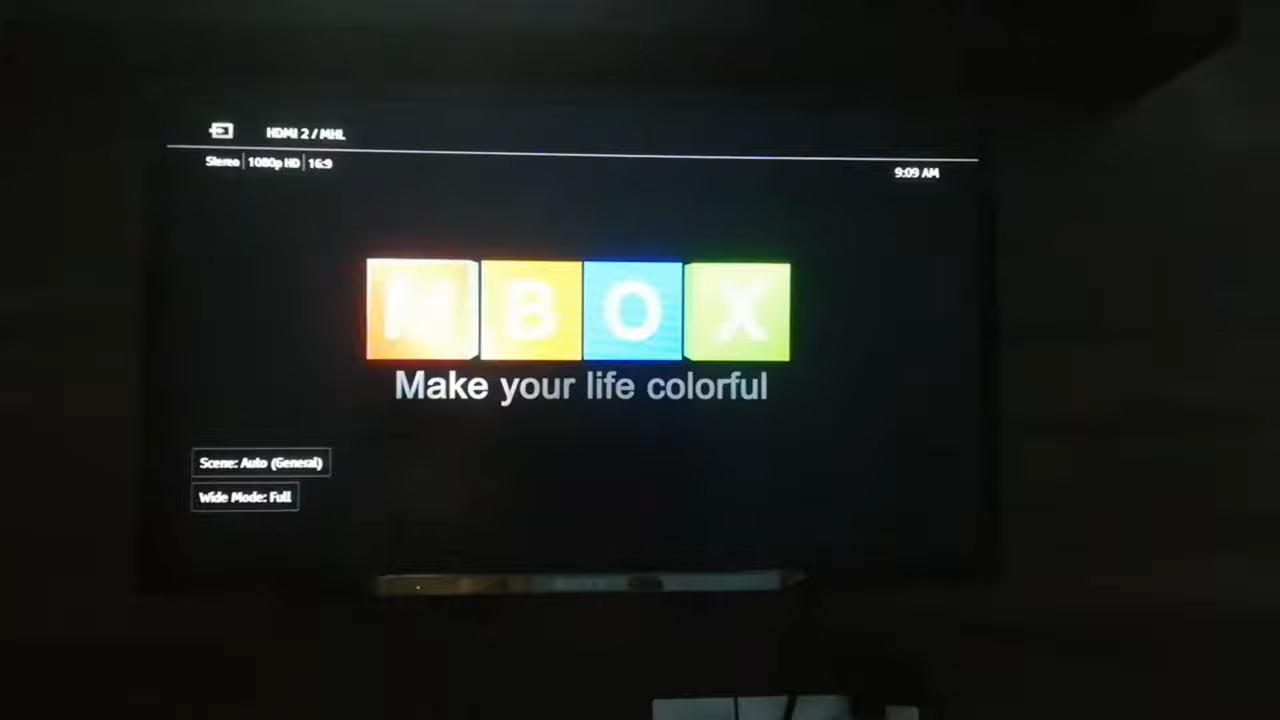 HDMI 2 / MHL
Stereo 1080p HD 16:9
9:09 AM
MBOX
Make your life colorful
Scene: Auto (General)
Wide Mode: Full